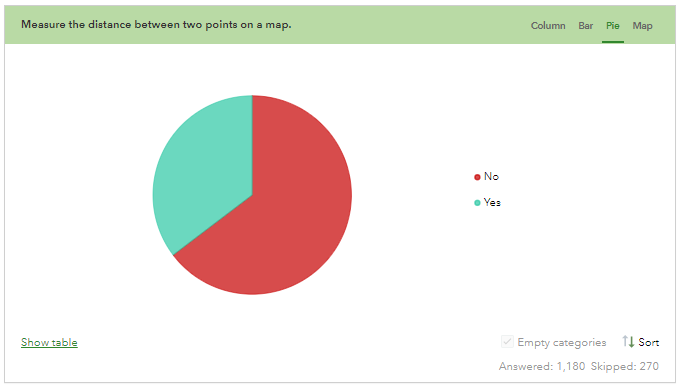 Measure the distance between two points on a map.
Column Bar Pie Map
No
Yes
Show table
Empty categories Sort
Answered: 1,180 Skipped: 270